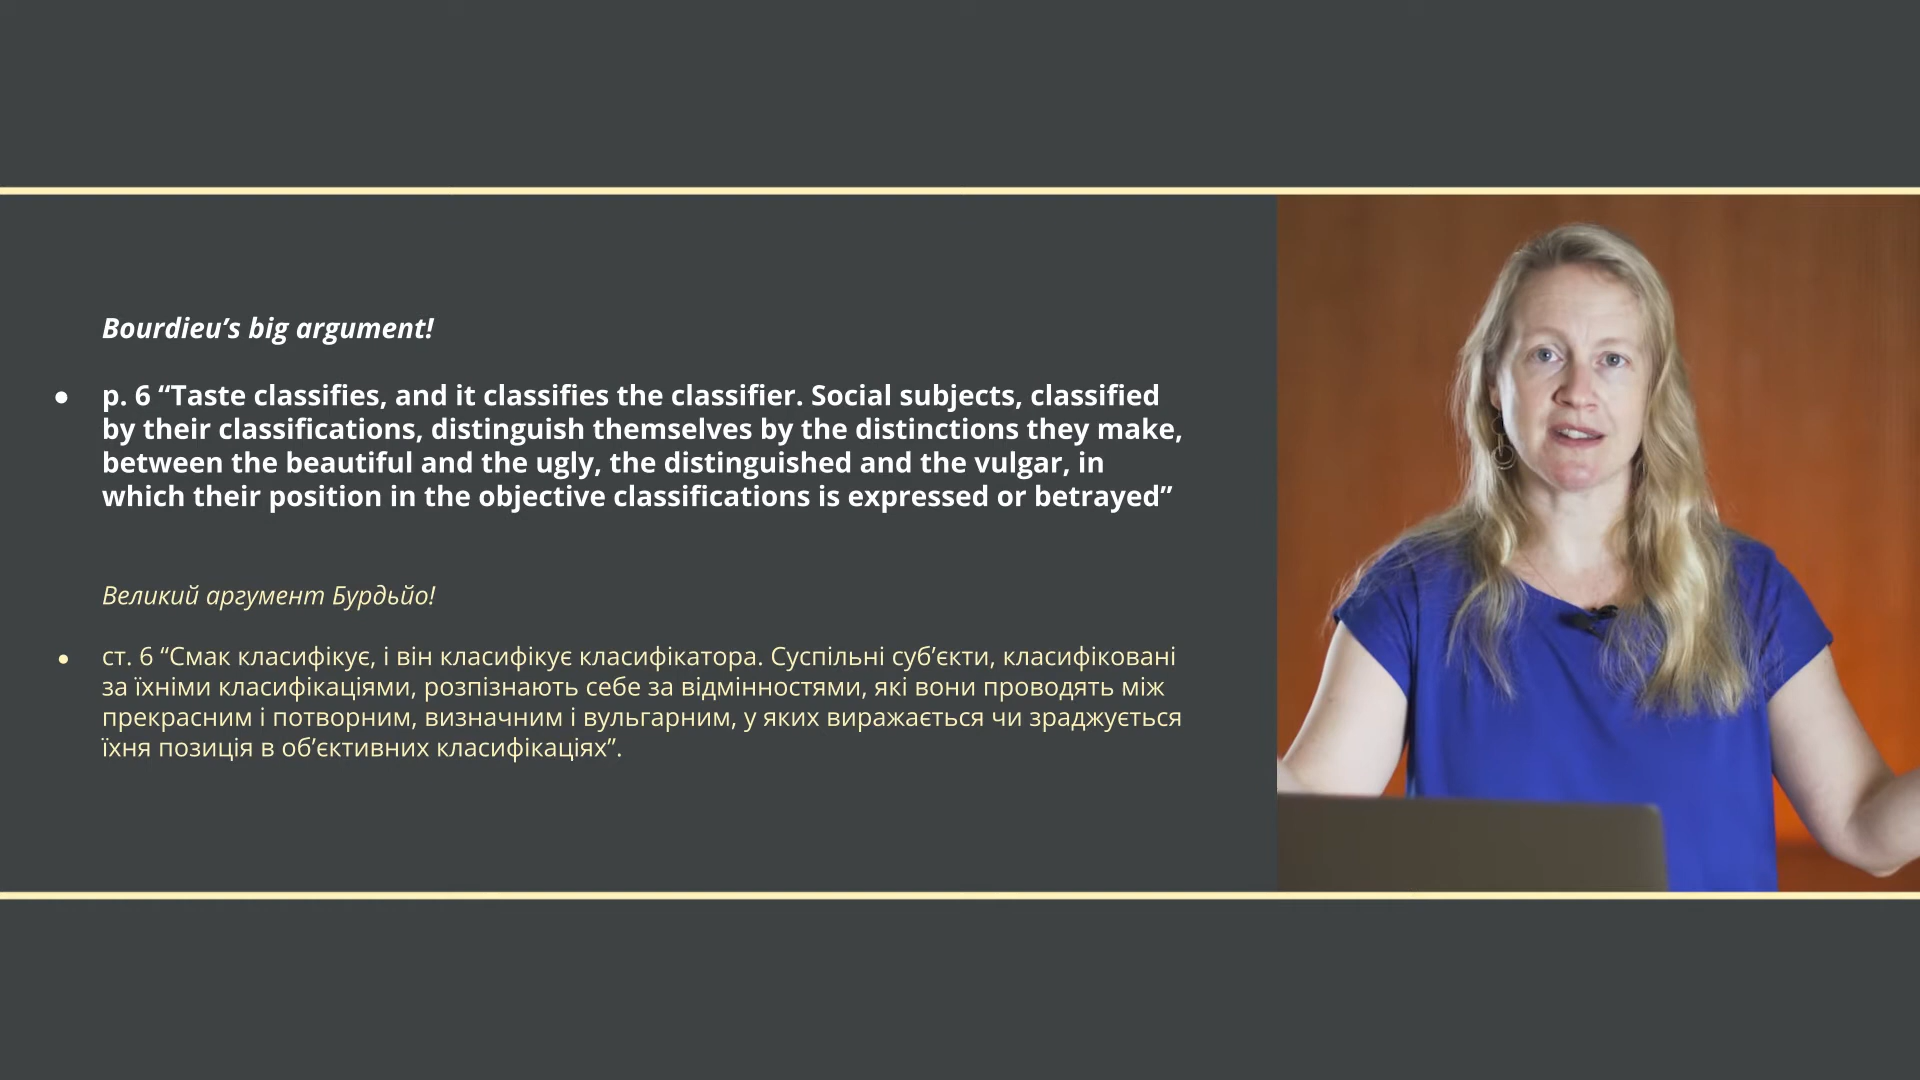 Bourdieu’s big argument!
● p. 6 “Taste classifies, and it classifies the classifier. Social subjects, classified
by their classifications, distinguish themselves by the distinctions they make,
between the beautiful and the ugly, the distinguished and the vulgar, in
which their position in the objective classifications is expressed or betrayed”
Великий аргумент Бурдьйо!
● ст. 6 “Смак класифікує, і він класифікує класифікатора. Суспільні суб’єкти, класифіковані
за їхніми класифікаціями, розпізнають себе за відмінностями, які вони проводять між
прекрасним і потворним, визначним і вульгарним, у яких виражається чи зраджується
їхня позиція в об’єктивних класифікаціях”.